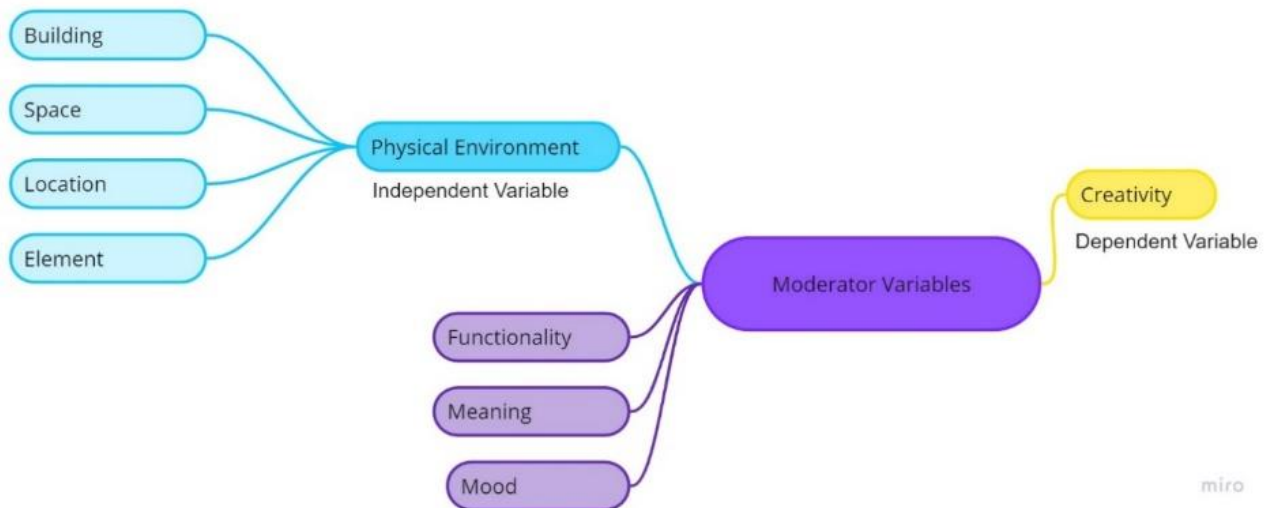 Building
Space
Location
Element
Physical Environment
Independent Variable
Functionality
Meaning
Mood
Moderator Variables
Creativity
Dependent Variable
miro